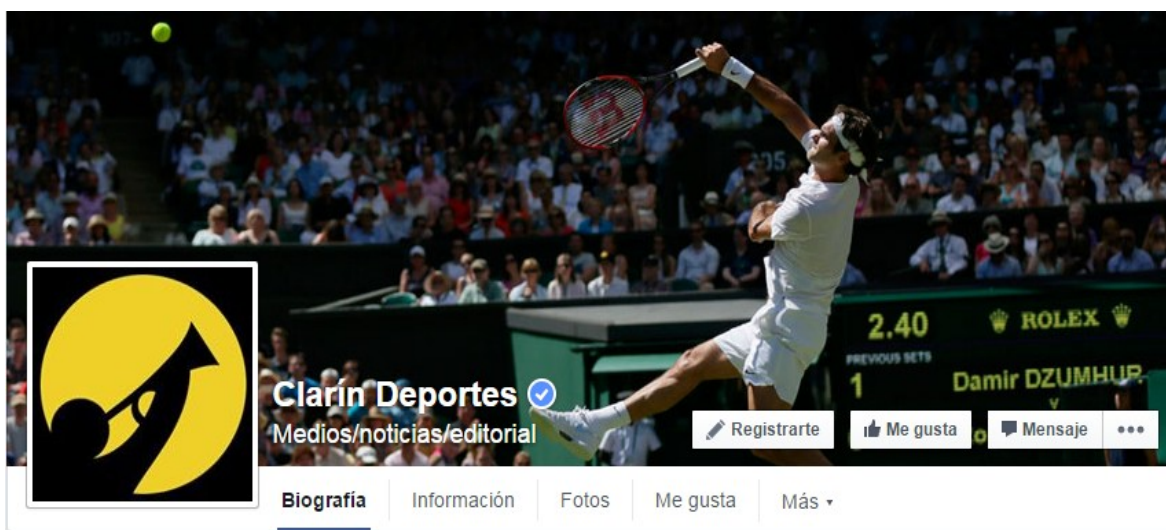 305
2.40
ROLEX
PREVIOUS SETS
1
Damir DZUMHUR
V
Clarín Deportes
Medios/noticias/editorial
Registrarte
Me gusta
Mensaje
Biografía
Información
Fotos
Me gusta
Más